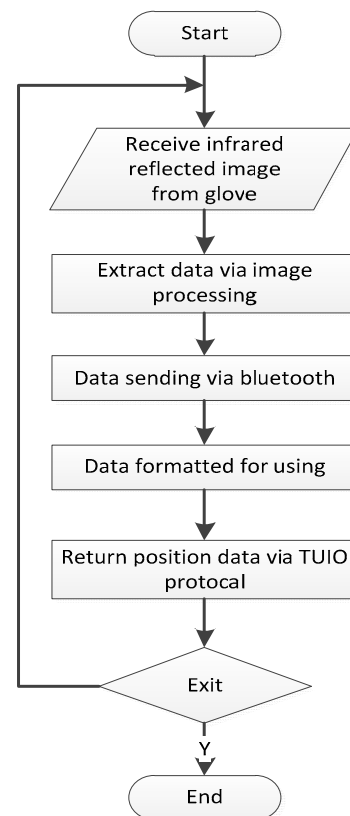 Start
Receive infrared
reflected image
from glove
Extract data via image
processing
Data sending via bluetooth
Data formatted for using
Return position data via TUIO
protocal
Exit
Y
End